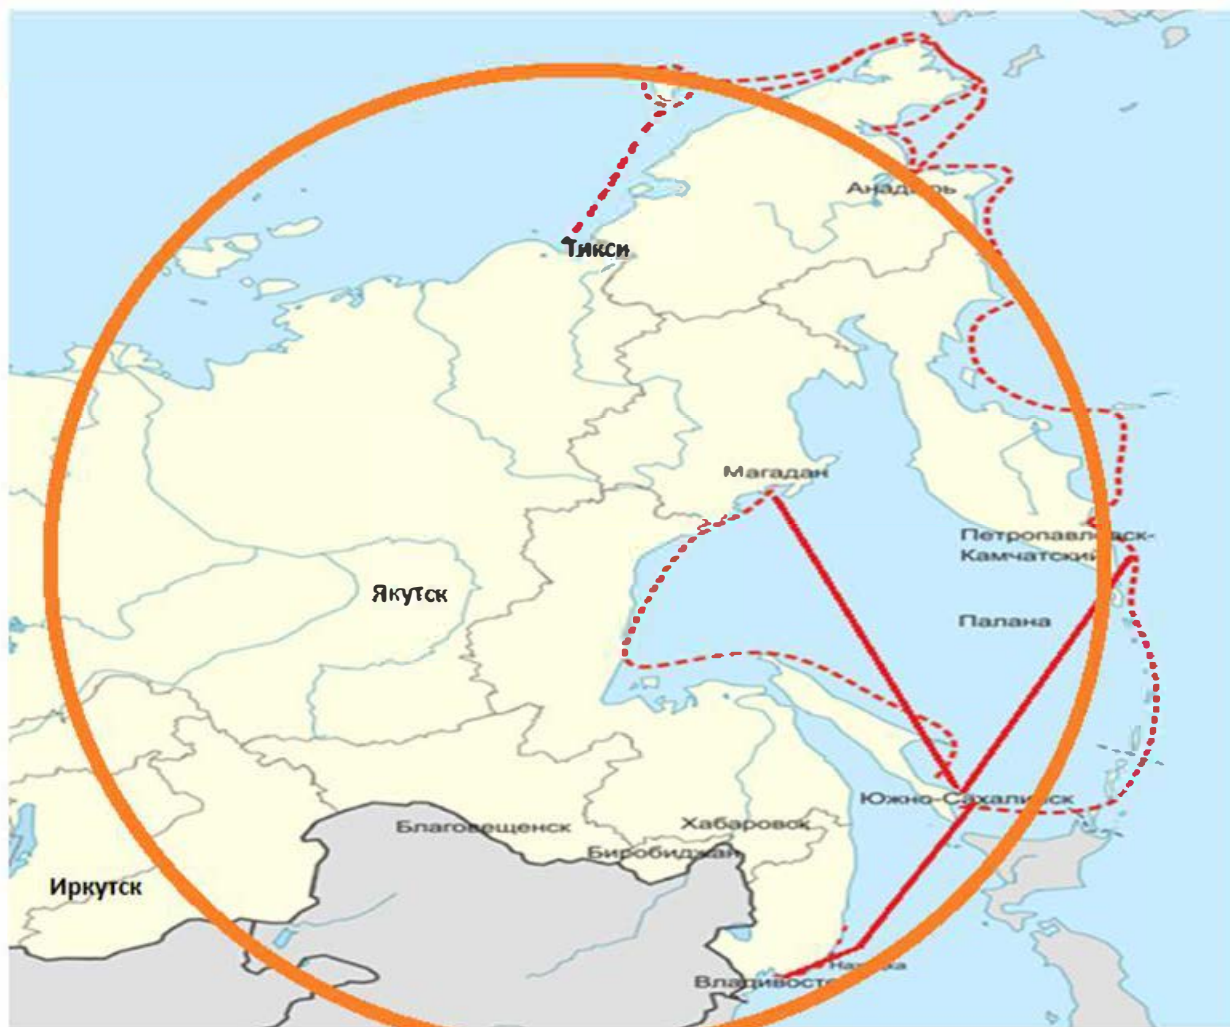 Анадырь
Тикси
Магадан
Петропавловск-
Камчатский
Якутск
Палана
Южно-Сахалинск
Хабаровск
Благовещенск
Биробиджан
Иркутск
Находка
Владивосток